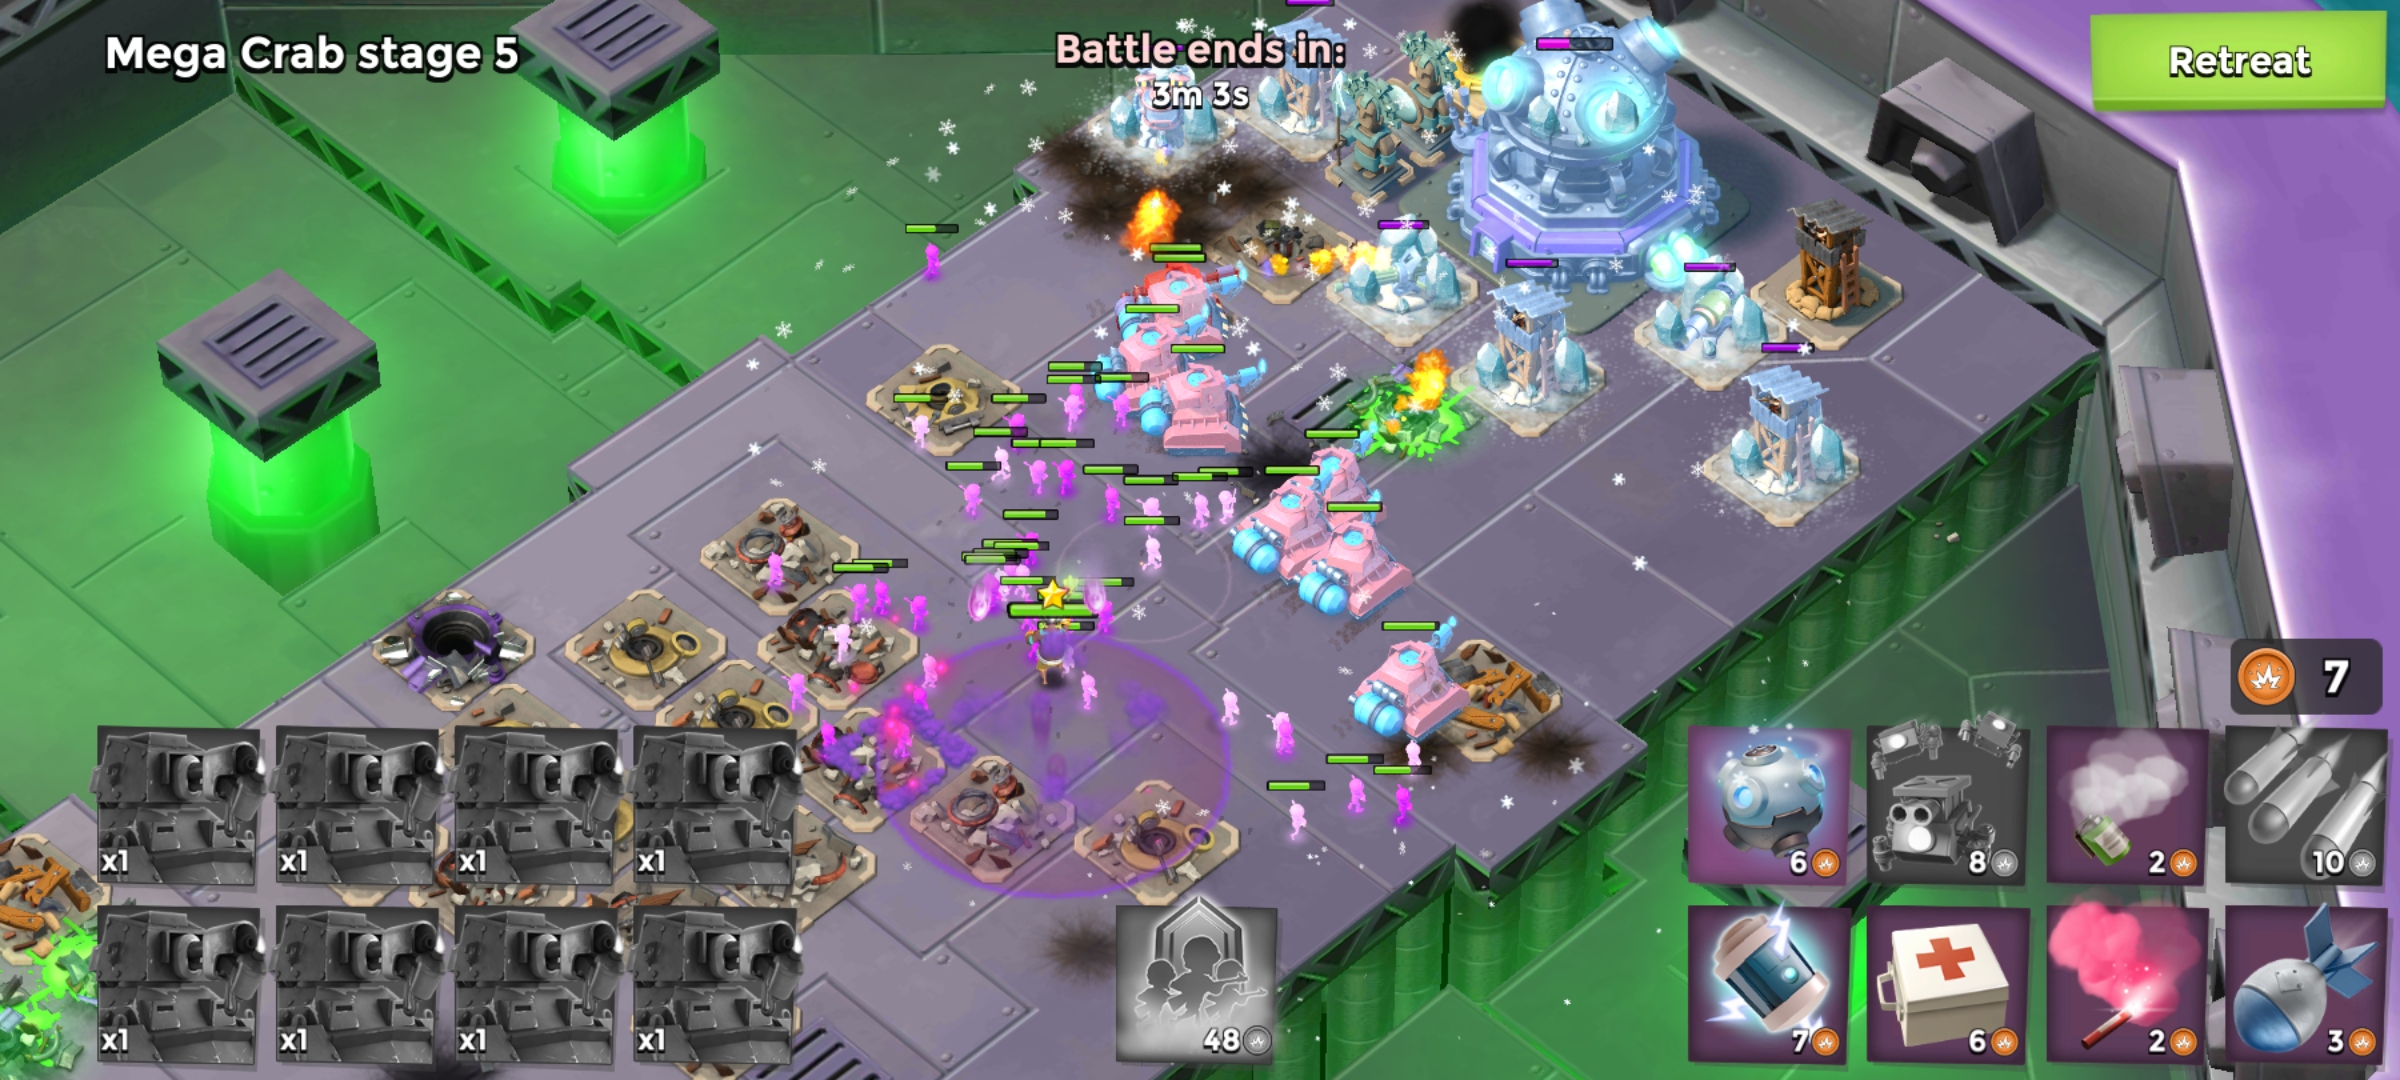 Mega Crab stage 5
Battle ends in:
3m 3s
Retreat
7
x1
x1
x1
x1
6
8
2
10
x1
x1
x1
x1
48
7
6
2
3